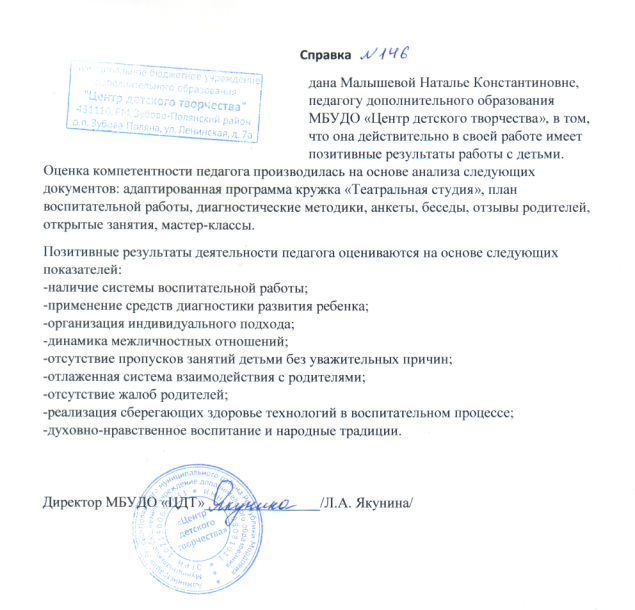 Справка №146
Муниципальное бюджетное учреждение
дополнительного образования
"Центр детского творчества"
431110, РМ, Зубово-Полянский район
р.п. Зубова Поляна, ул. Ленинская, д. 7а
дана Малышевой Наталье Константиновне,
педагогу дополнительного образования
МБУДО «Центр детского творчества», в том,
что она действительно в своей работе имеет
позитивные результаты работы с детьми.
Оценка компетентности педагога производилась на основе анализа следующих
документов: адаптированная программа кружка «Театральная студия», план
воспитательной работы, диагностические методики, анкеты, беседы, отзывы родителей,
открытые занятия, мастер-классы.
Позитивные результаты деятельности педагога оцениваются на основе следующих
показателей:
-наличие системы воспитательной работы;
-применение средств диагностики развития ребенка;
-организация индивидуального подхода;
-динамика межличностных отношений;
-отсутствие пропусков занятий детьми без уважительных причин;
-отлаженная система взаимодействия с родителями;
-отсутствие жалоб родителей;
-реализация сберегающих здоровье технологий в воспитательном процессе;
-духовно-нравственное воспитание и народные традиции.
Директор МБУДО «ЦДТ» Якунина /Л.А. Якунина/
«Центр
детского
творчества»